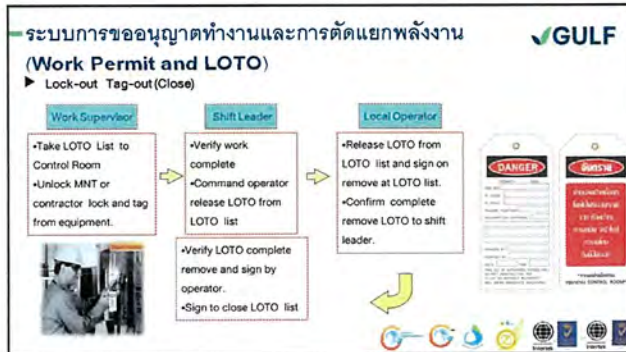 ระบบการขออนุญาตทำงานและการตัดแยกพลังงาน
(Work Permit and LOTO)
GULF
Lock-out Tag-out(Close)
Work Supervisor
•Take LOTO List to
Control Room
•Unlock MNT or
contractor lock and tag
from equipment.
Shift Leader
•Verify work
complete
•Command operator
release LOTO from
LOTO list
•Verify LOTO complete
remove and sign by
operator.
•Sign to close LOTO list
Local Operator
•Release LOTO from
LOTO list and sign on
remove at LOTO list.
•Confirm complete
remove LOTO to shift
leader.
DANGER
อันตราย